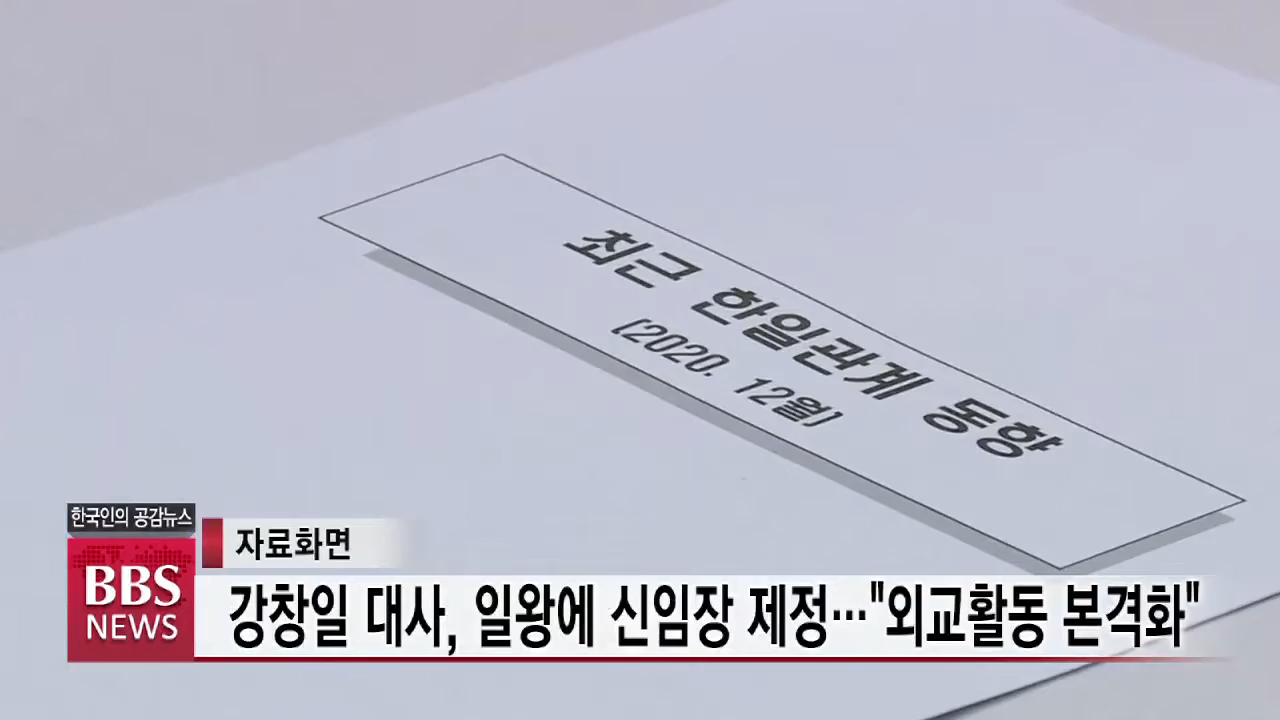 최근 한일관계 동향
(2020. 12월)
한국인의 공감뉴스
자료화면
BBS
NEWS
강창일 대사, 일왕에 신임장 제정…"외교활동 본격화"